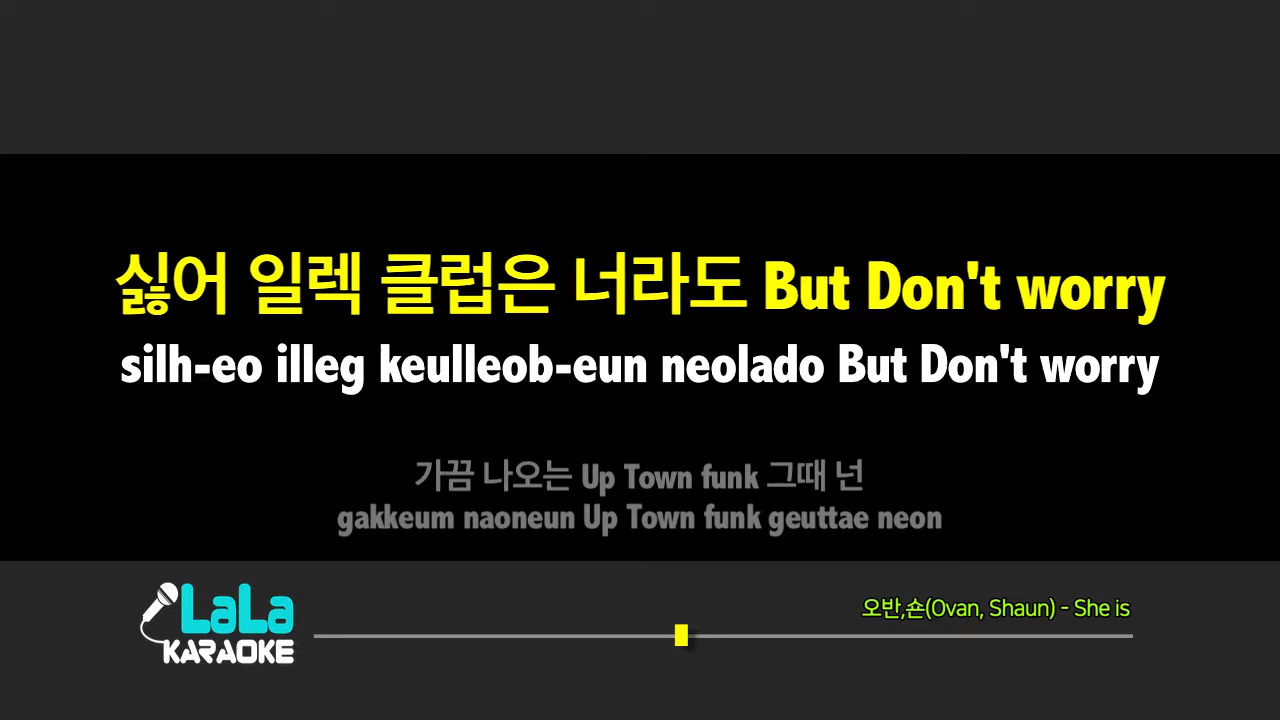 싫어 일렉 클럽은 너라도 But Don't worry
silh-eo illeg keulleob-eun neolado But Don't worry
가끔 나오는 Up Town funk 그때 넌
gakkeum naoneun Up Town funk geuttae neon
오반,숀(Ovan, Shaun) - She is
LaLa
KARAOKE